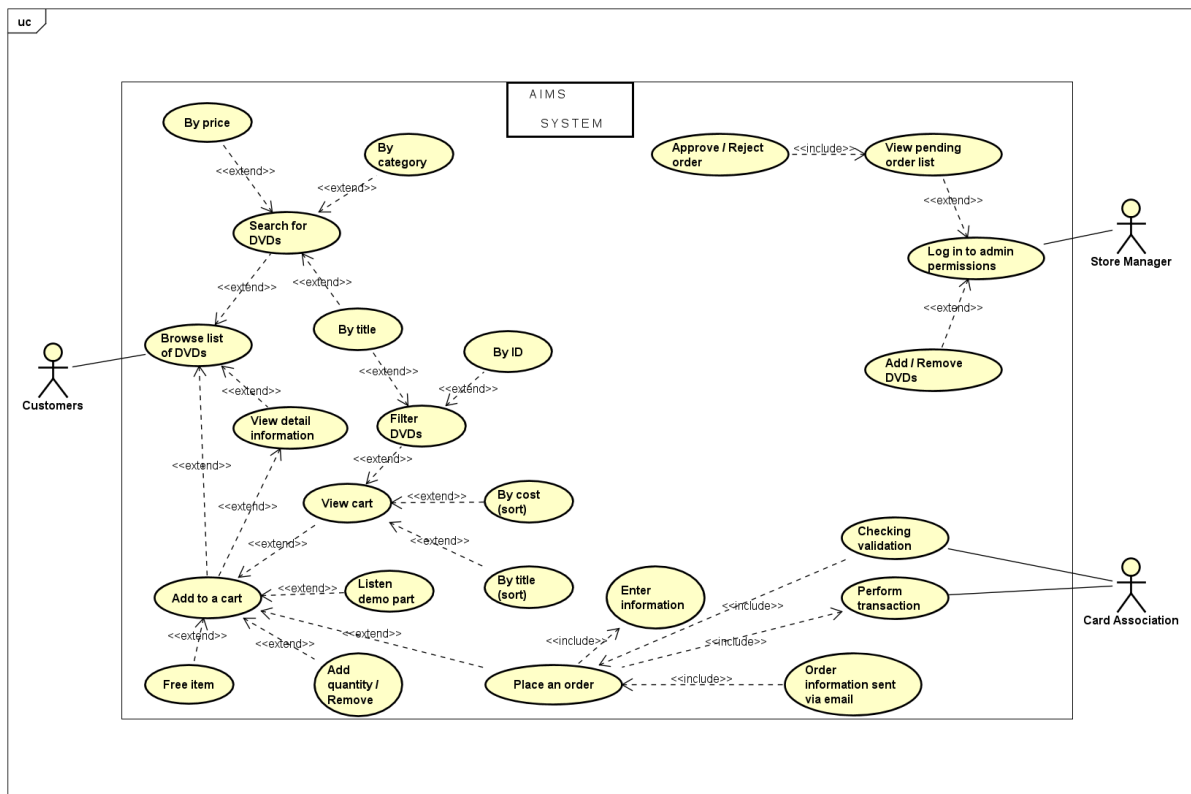 uc
AIMS
SYSTEM
By price
By
category
Approve / Reject
order
<<include>>
View pending
order list
<<extend>>
<<extend>>
<<extend>>
Search for
DVDs
Log in to admin
permissions
Store Manager
<<extend>>
<<extend>>
<<extend>>
By title
Browse list
of DVDs
By ID
Add / Remove
DVDs
Customers
<<extend>>
<<extend>>
<<extend>>
View detail
information
Filter
DVDs
<<extend>>
<<extend>>
View cart
<<extend>>
By cost
(sort)
<<extend>>
<<extend>>
<<extend>>
Checking
validation
Add to a cart
<<extend>>
Listen
demo part
By title
(sort)
Enter
information
Perform
transaction
Card Association
<<include>>
<<extend>>
<<extend>>
<<extend>>
<<include>>
<<include>>
Free item
Add
quantity /
Remove
Place an order
<<include>>
Order
information sent
via email